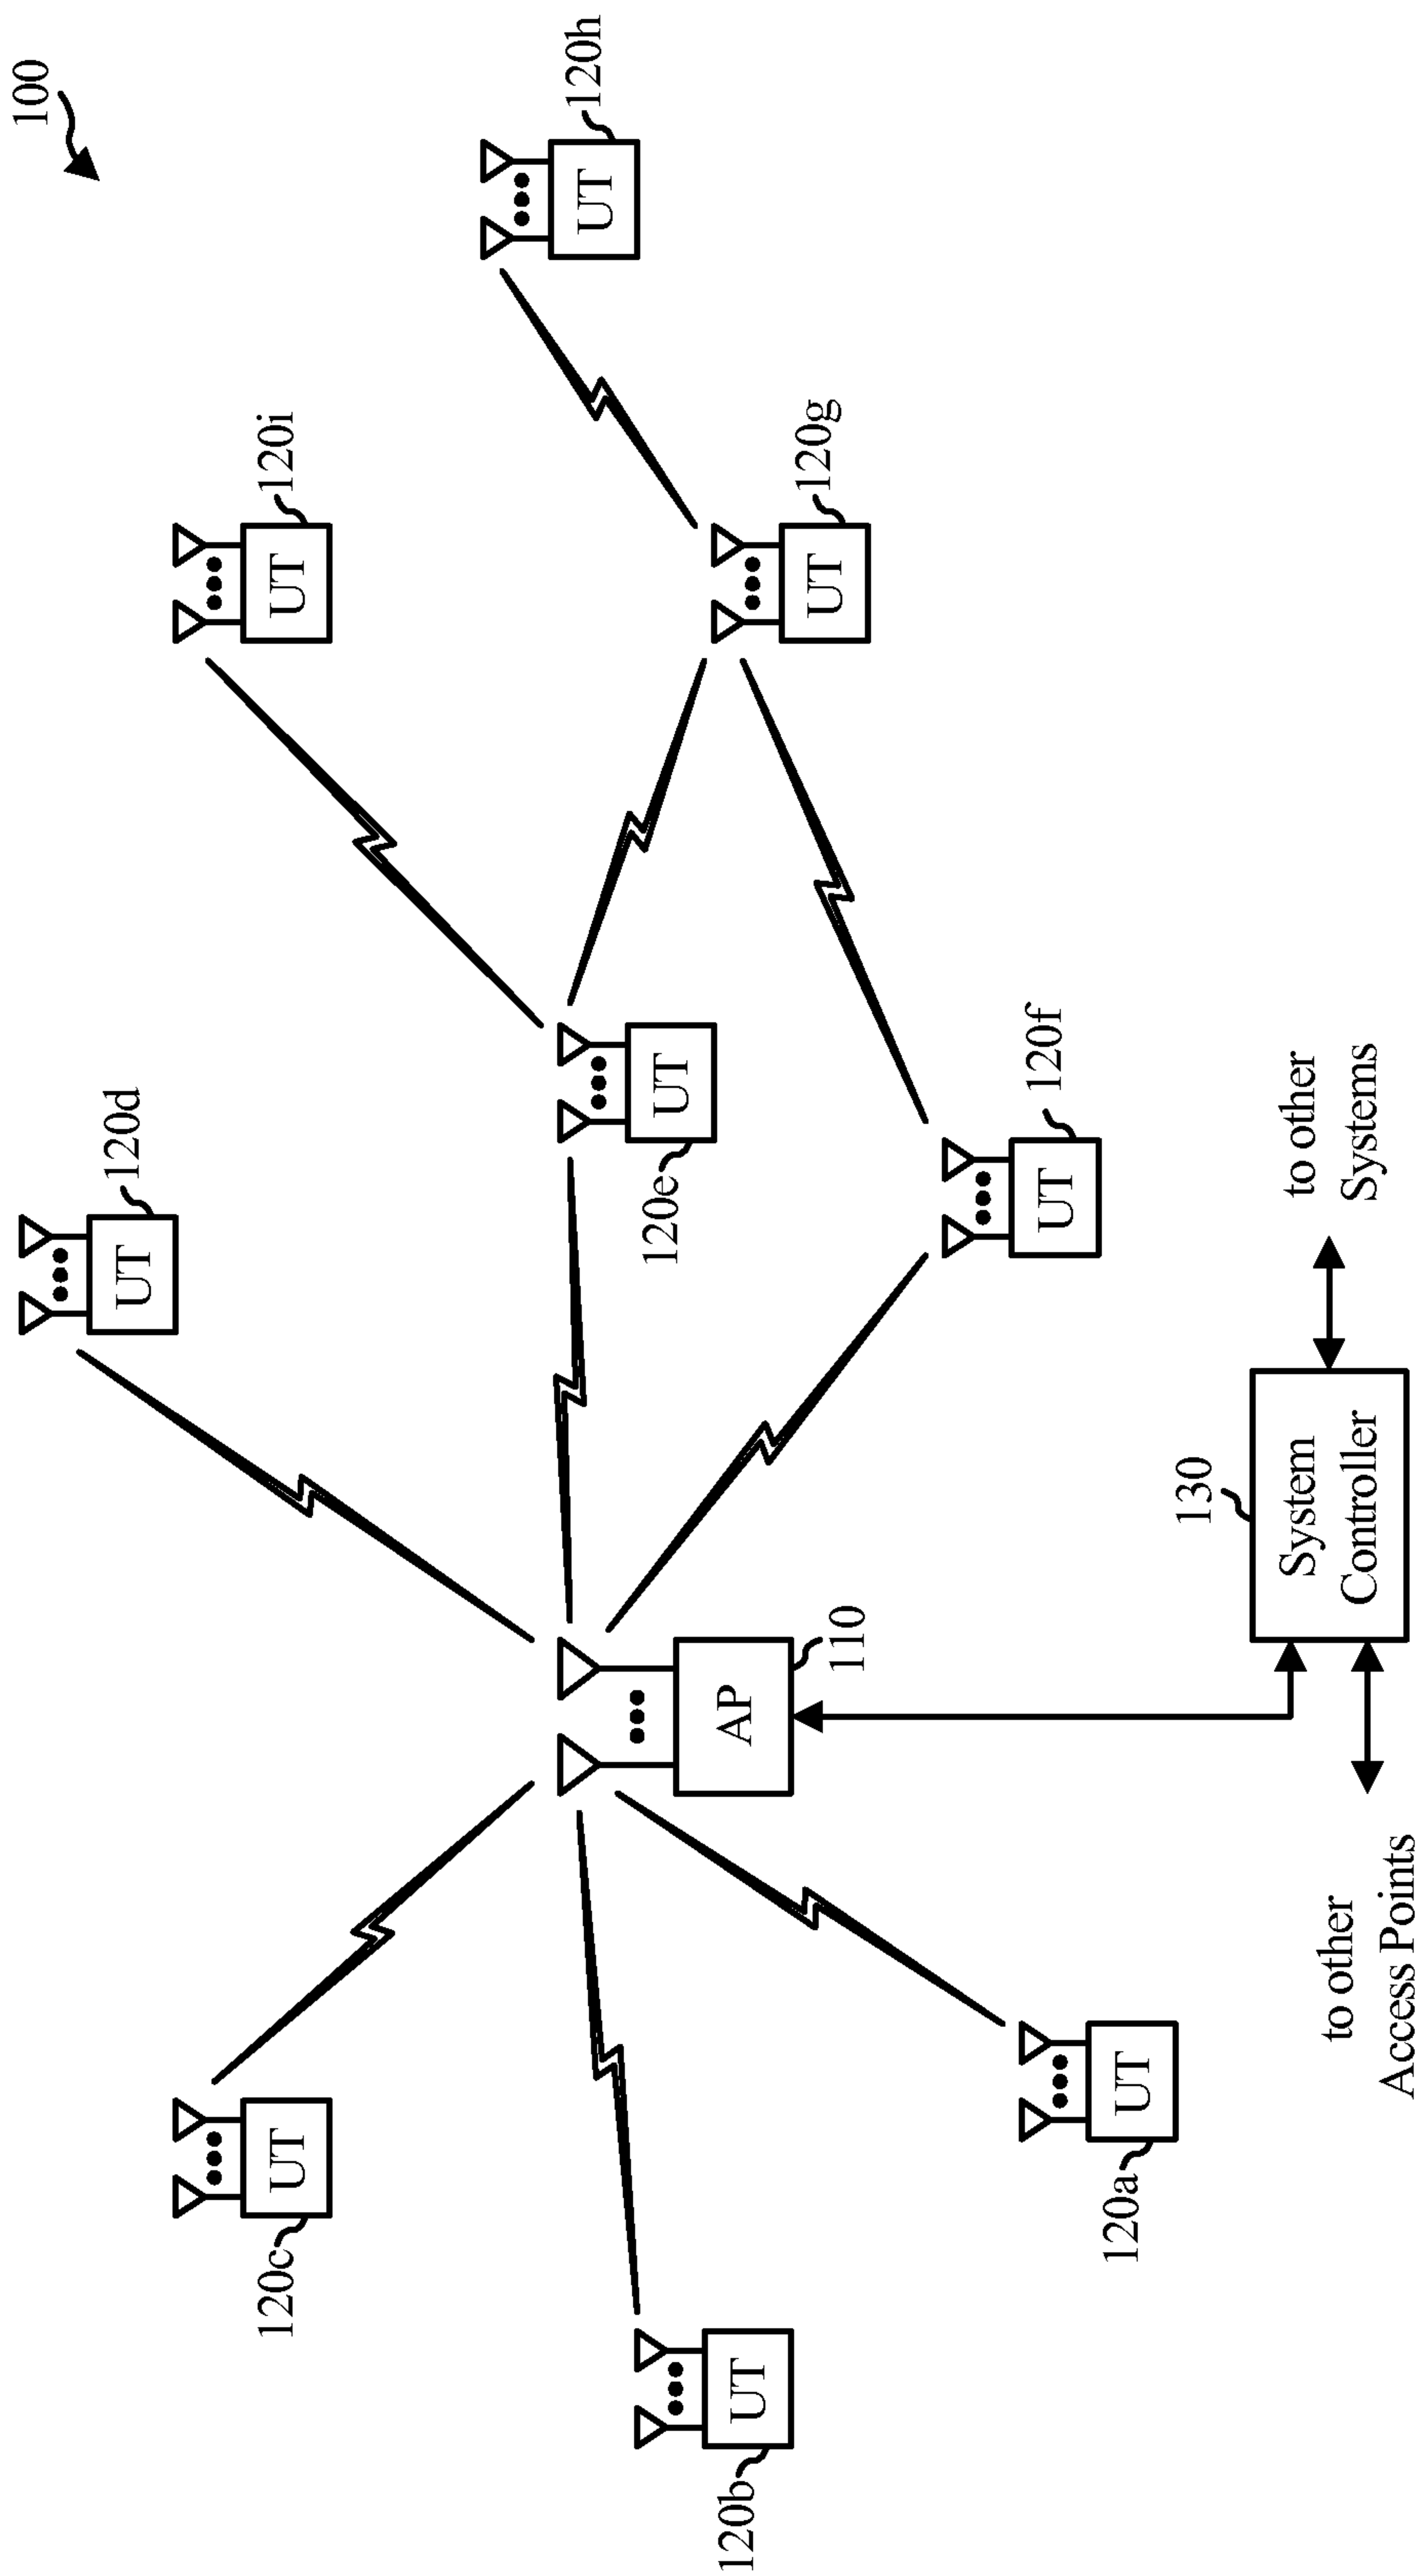 100
120d
UT
120i
UT
120c
UT
120h
UT
120e
UT
120b
UT
AP
110
120g
UT
120f
UT
120a
UT
130
System
Controller
to other
Systems
to other
Access Points